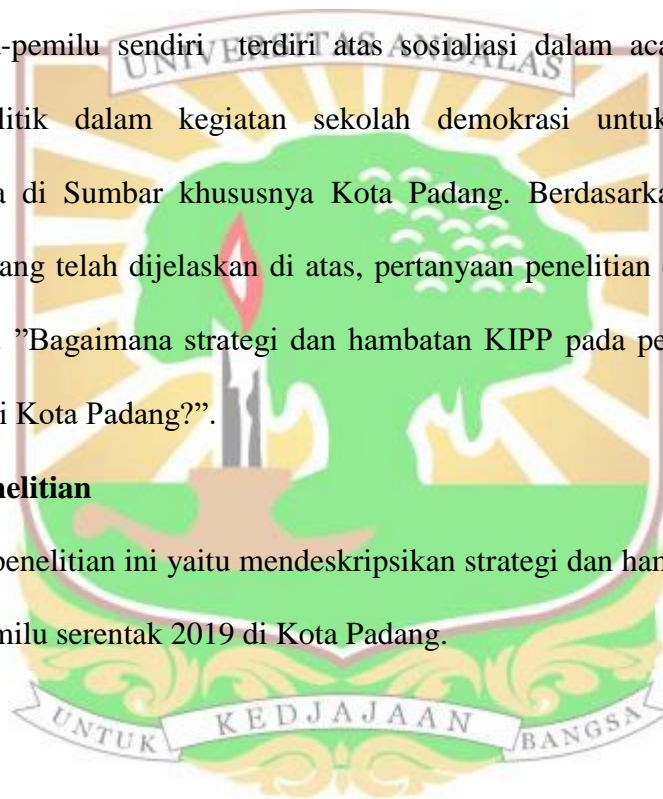 -pemilu sendiri terdiri atas sosialiasi dalam aca
UNIVERSITAS ANDALAS
litik dalam kegiatan sekolah demokrasi untuk
a di Sumbar khususnya Kota Padang. Berdasarka
ang telah dijelaskan di atas, pertanyaan penelitian
”Bagaimana strategi dan hambatan KIPP pada pe
i Kota Padang?”.
nelitian
penelitian ini yaitu mendeskripsikan strategi dan ham
milu serentak 2019 di Kota Padang.
UNTUK KEDJAJAAN BANGSA